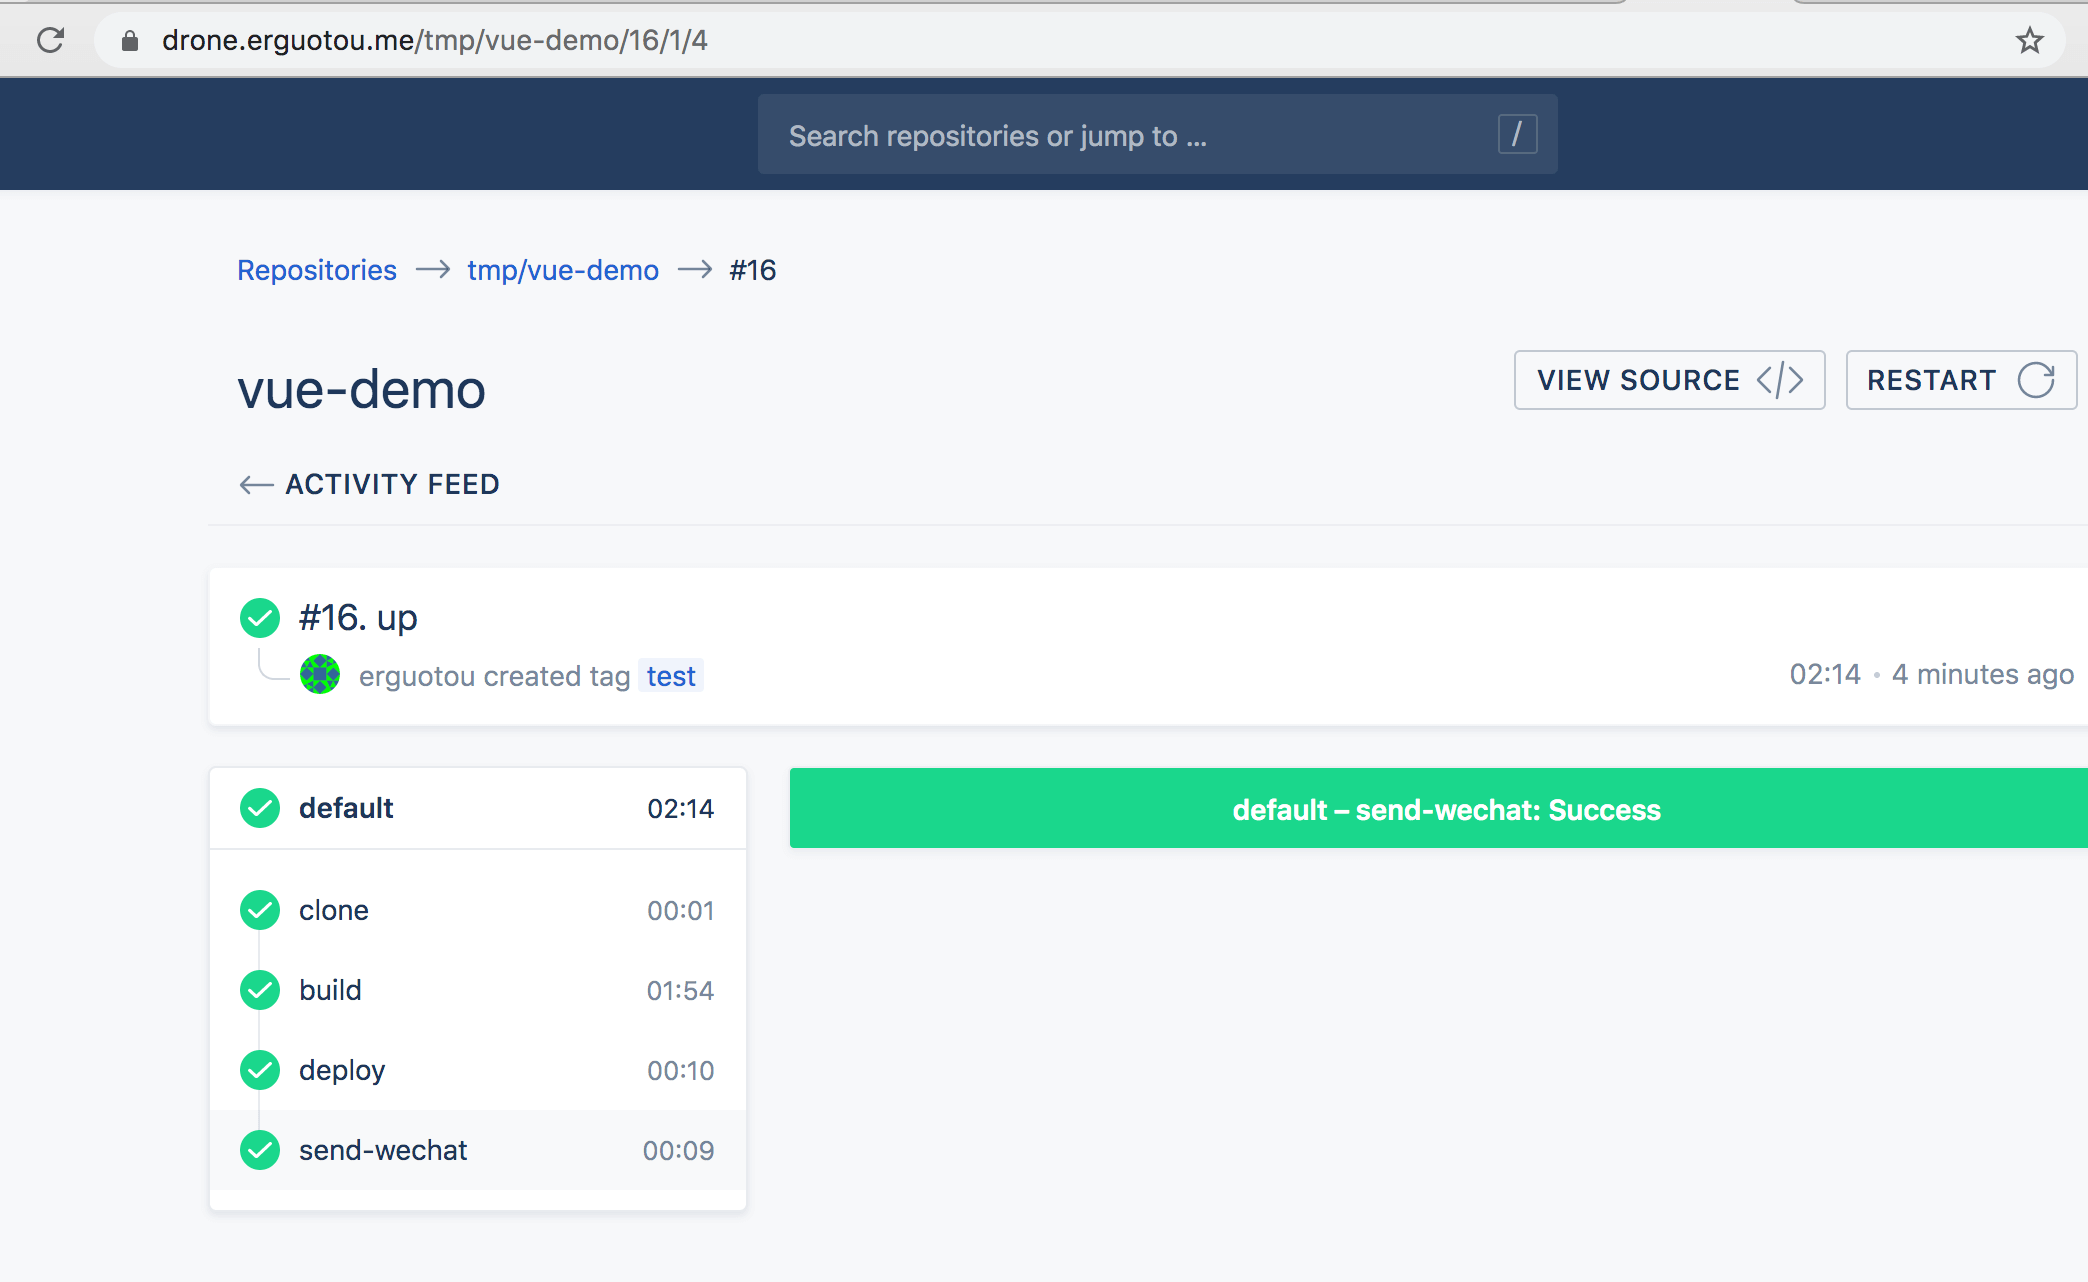 drone.erguotou.me/tmp/vue-demo/16/1/4
Search repositories or jump to ... /
Repositories → tmp/vue-demo → #16
vue-demo
VIEW SOURCE </> RESTART
← ACTIVITY FEED
#16. up
erguotou created tag test
02:14 • 4 minutes ago
default 02:14
clone 00:01
build 01:54
deploy 00:10
send-wechat 00:09
default – send-wechat: Success